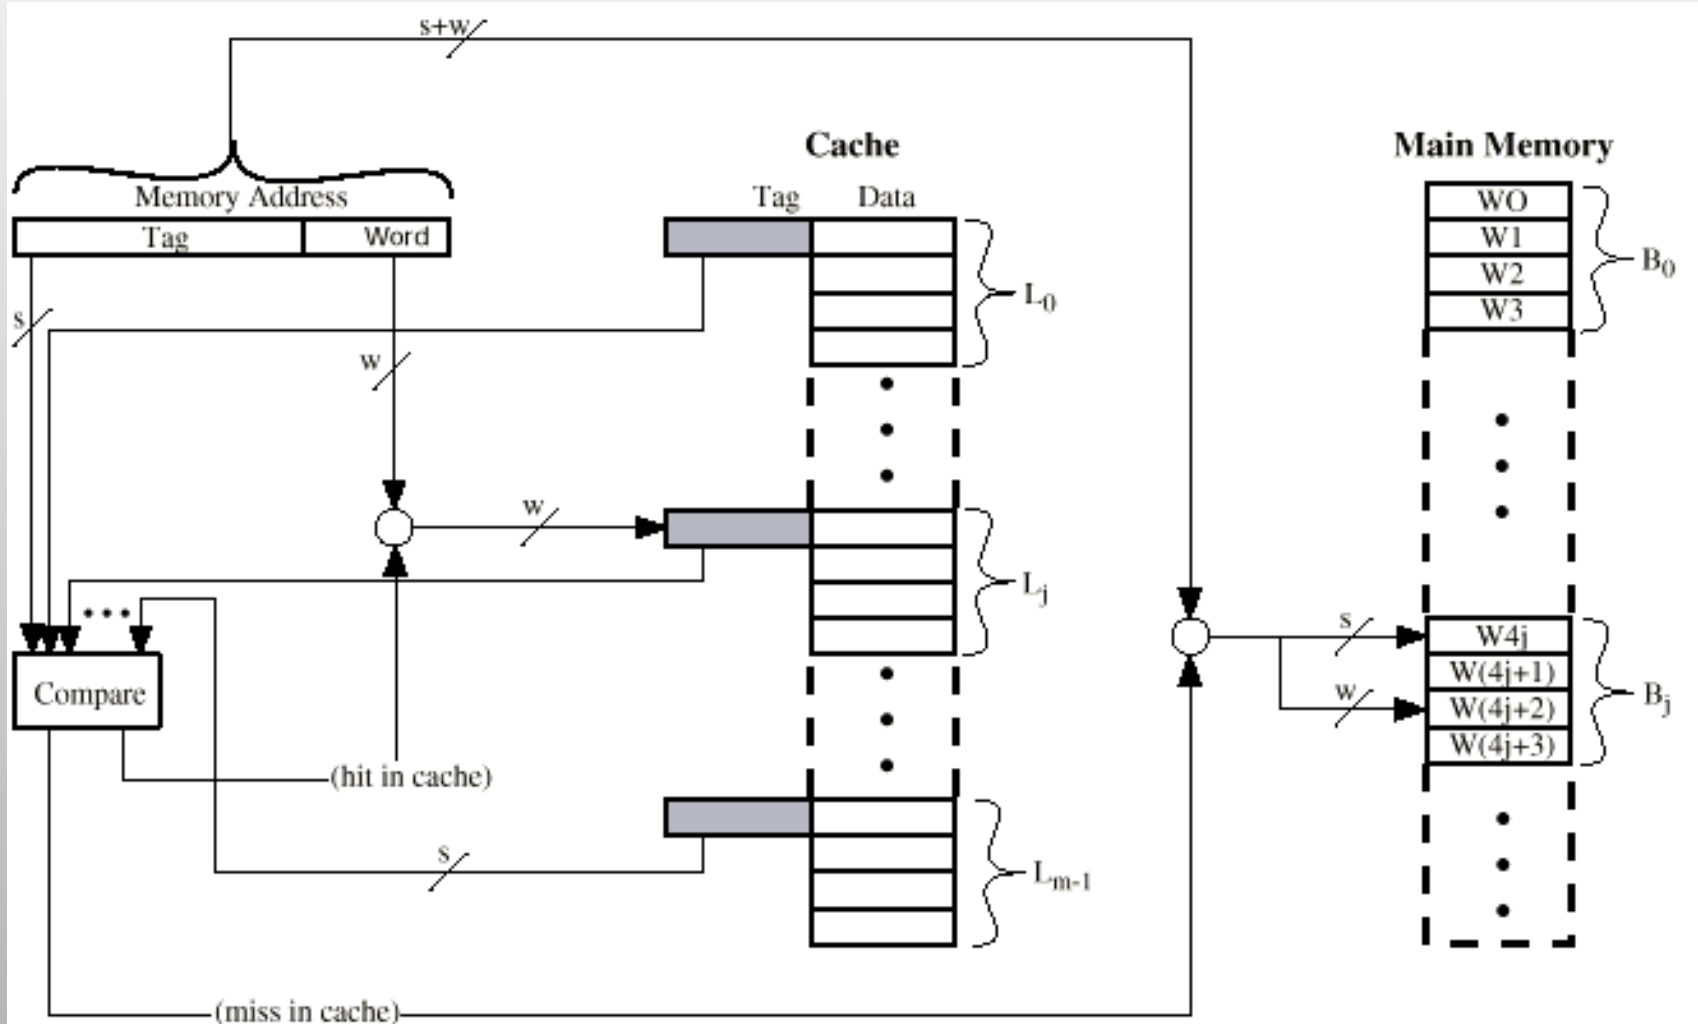 s+w
Cache
Main Memory
Memory Address
Tag Word
Tag Data
s
w
L0
WO
W1
W2
W3
B0
w
Lj
Compare
(hit in cache)
s
Lm-1
s
w
W4j
W(4j+1)
W(4j+2)
W(4j+3)
Bj
(miss in cache)